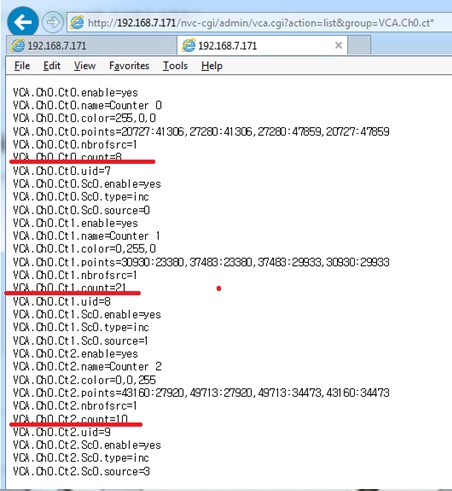 http://192.168.7.171/nvc-cgi/admin/vca.cgi?action=list&group=VCA.Ch0.ct*
192.168.7.171
192.168.7.171
File Edit View Favorites Tools Help
VCA.Ch0.Ct0.enable=yes
VCA.Ch0.Ct0.name=Counter 0
VCA.Ch0.Ct0.color=255,0,0
VCA.Ch0.Ct0.points=20727:41306,27280:41306,27280:47859,20727:47859
VCA.Ch0.Ct0.nbrofsrc=1
VCA.Ch0.Ct0.count=8
VCA.Ch0.Ct0.uid=7
VCA.Ch0.Ct0.Sc0.enable=yes
VCA.Ch0.Ct0.Sc0.type=inc
VCA.Ch0.Ct0.Sc0.source=0
VCA.Ch0.Ct1.enable=yes
VCA.Ch0.Ct1.name=Counter 1
VCA.Ch0.Ct1.color=0,255,0
VCA.Ch0.Ct1.points=30930:23380,37483:23380,37483:29933,30930:29933
VCA.Ch0.Ct1.nbrofsrc=1
VCA.Ch0.Ct1.count=21
VCA.Ch0.Ct1.uid=8
VCA.Ch0.Ct1.Sc0.enable=yes
VCA.Ch0.Ct1.Sc0.type=inc
VCA.Ch0.Ct1.Sc0.source=1
VCA.Ch0.Ct2.enable=yes
VCA.Ch0.Ct2.name=Counter 2
VCA.Ch0.Ct2.color=0,0,255
VCA.Ch0.Ct2.points=43160:27920,49713:27920,49713:34473,43160:34473
VCA.Ch0.Ct2.nbrofsrc=1
VCA.Ch0.Ct2.count=10
VCA.Ch0.Ct2.uid=9
VCA.Ch0.Ct2.Sc0.enable=yes
VCA.Ch0.Ct2.Sc0.type=inc
VCA.Ch0.Ct2.Sc0.source=3